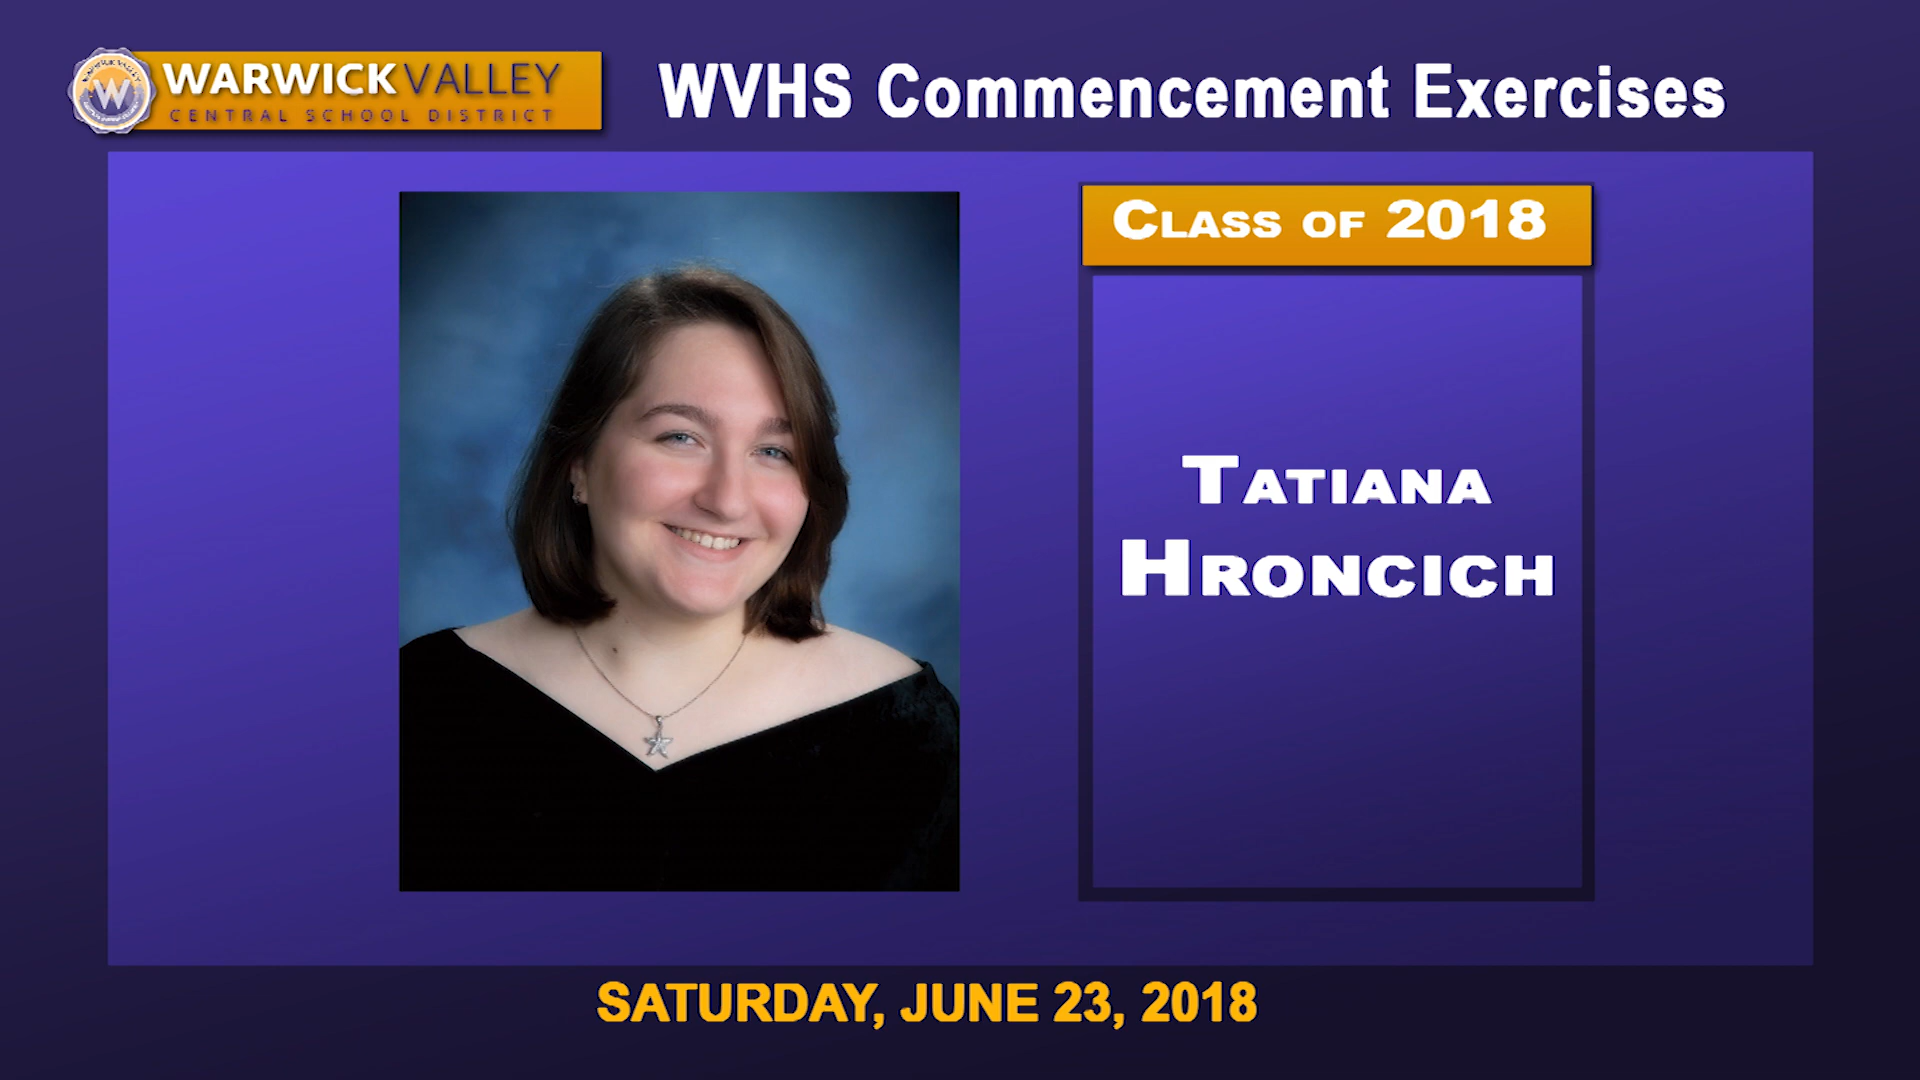 WARWICK VALLEY
CENTRAL SCHOOL DISTRICT
WVHS Commencement Exercises
W
CLASS OF 2018
TATIANA
HRONCICH
SATURDAY, JUNE 23, 2018